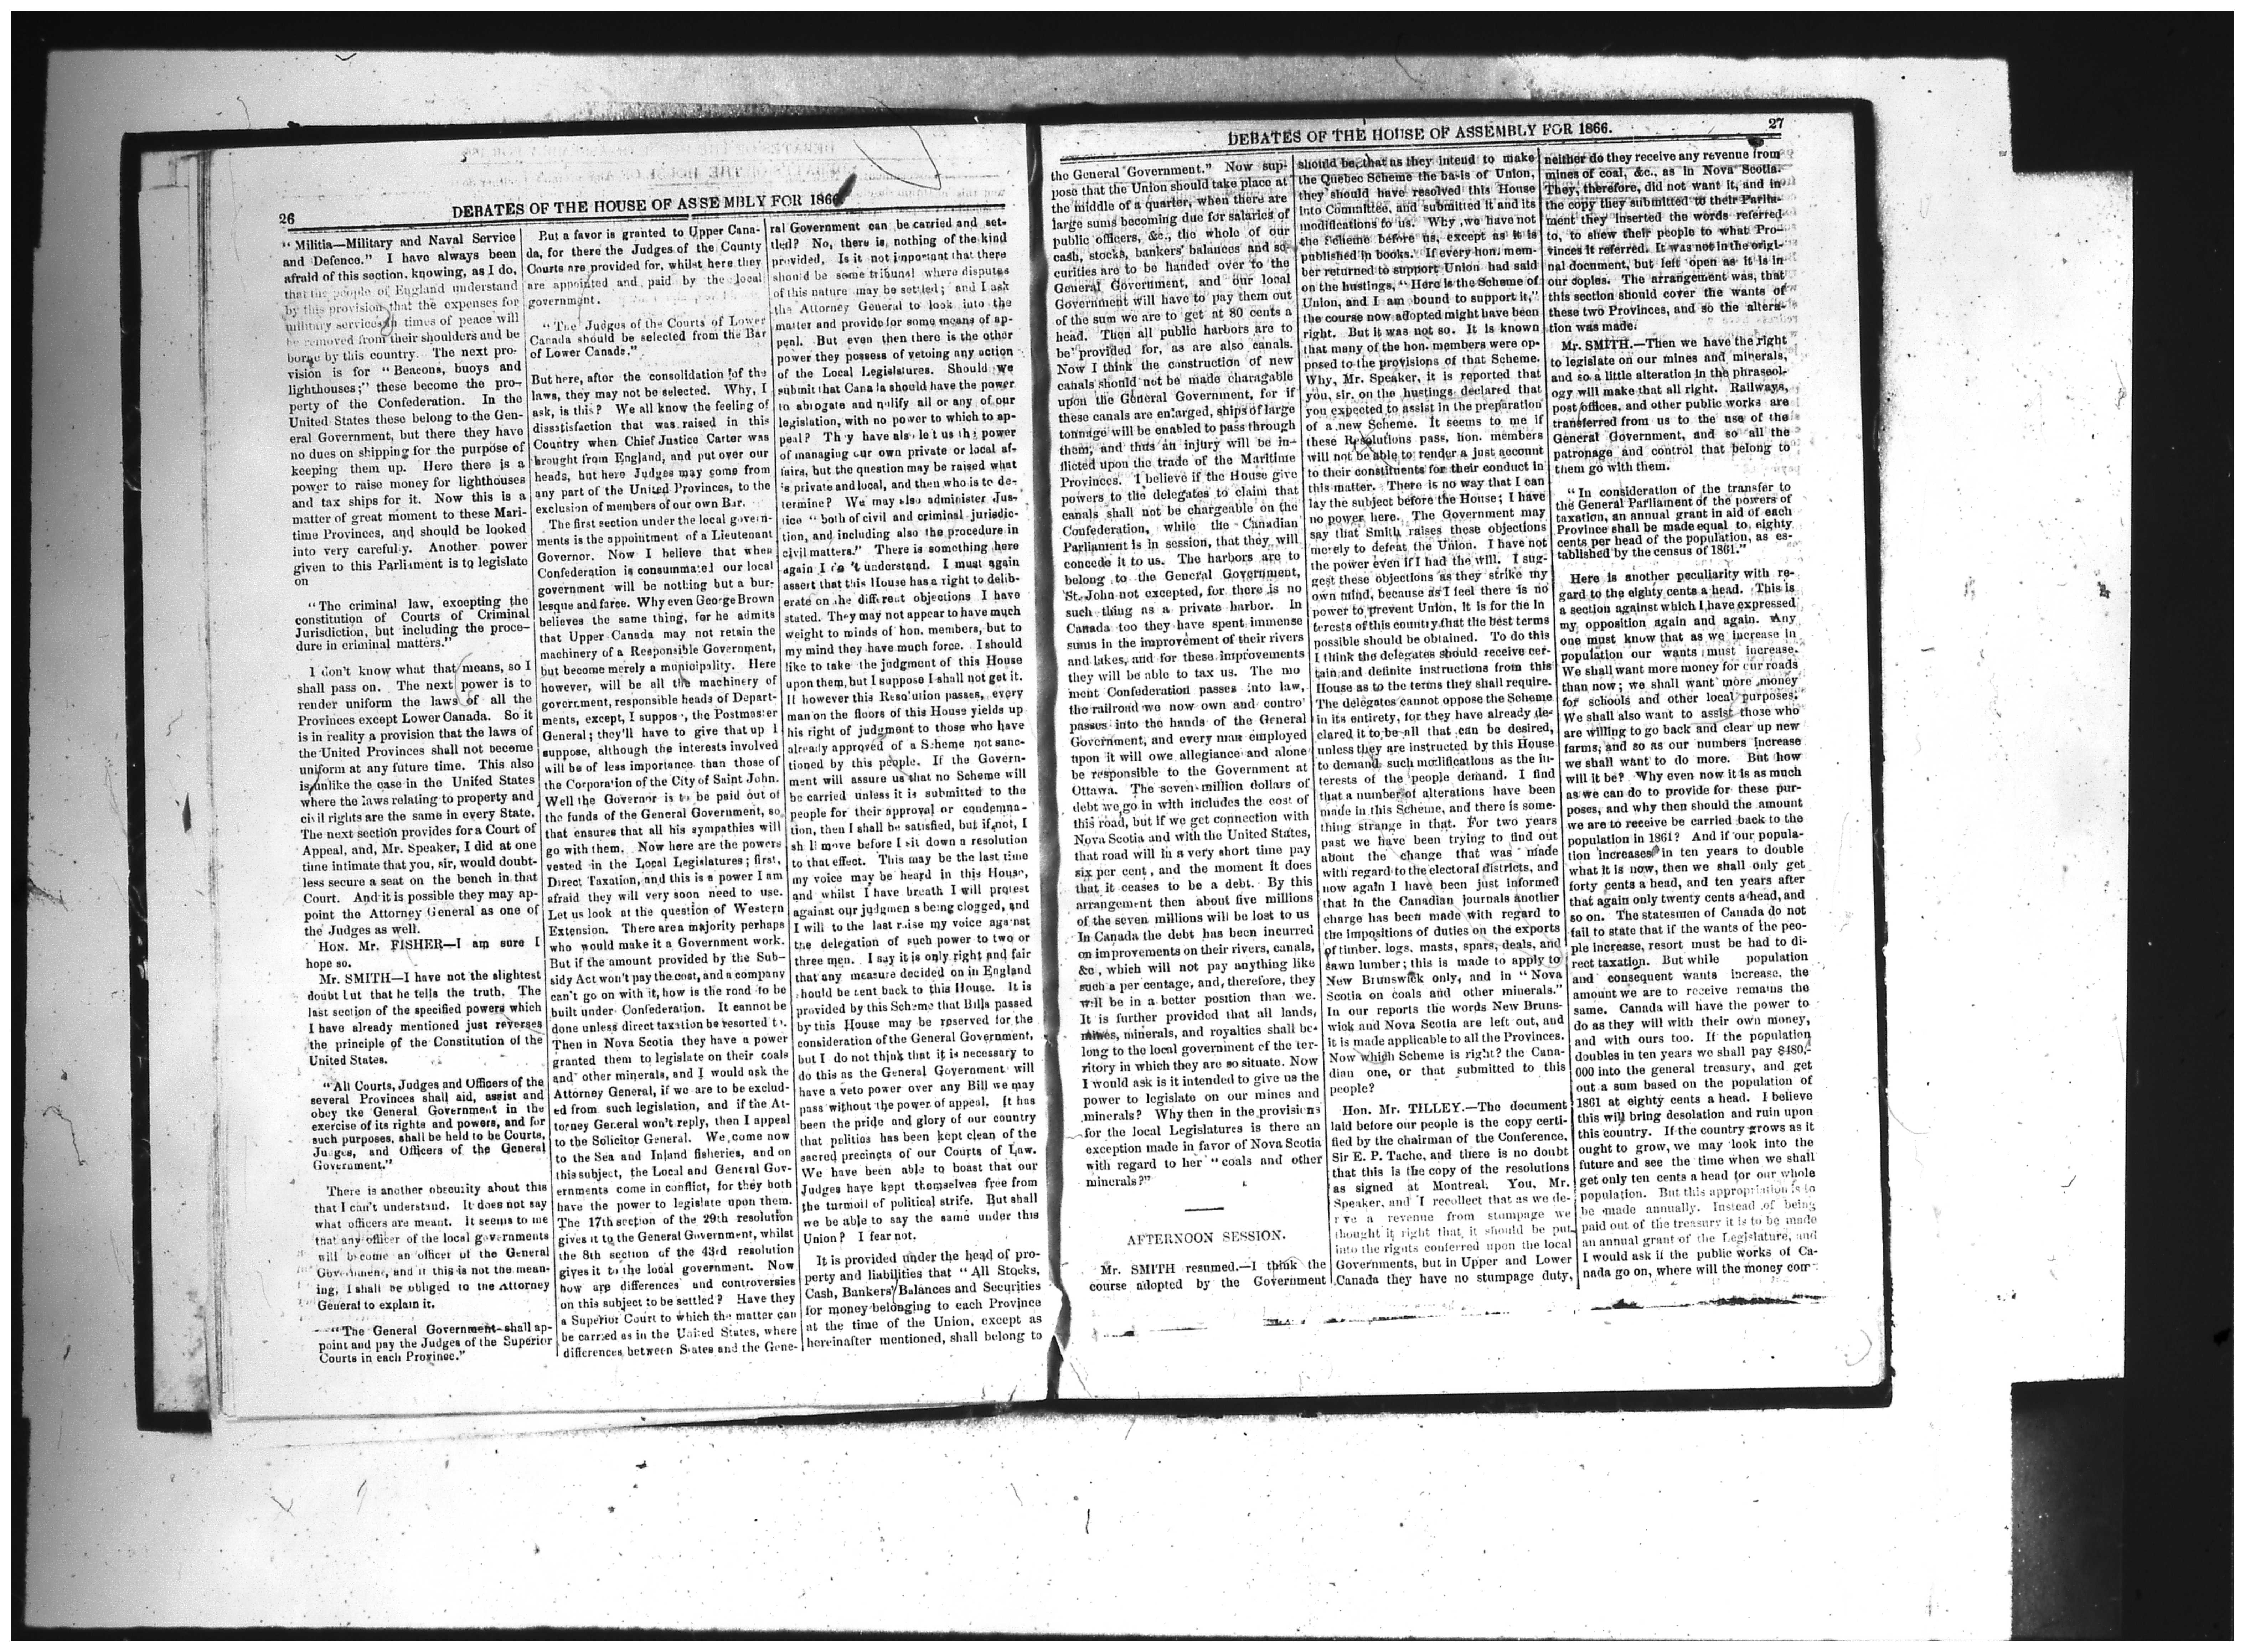 26
DEBATES OF THE HOUSE OF ASSEMBLY FOR 1866
" Militia—Military and Naval Service
and Defence." I have always been
afraid of this section, knowing, as I do,
that the people of England understand
by this provision that the expenses for
military services in times of peace will
be removed from their shoulders and be
borne by this country. The next pro-
vision is for " Beacons, buoys and
lighthouses;" these become the pro-
perty of the Confederation. In the
United States these belong to the Gen-
eral Government, but there they have
no dues on shipping for the purpose of
keeping them up. Here there is a
power to raise money for lighthouses
and tax ships for it. Now this is a
matter of great moment to these Mari-
time Provinces, and should be looked
into very carefully. Another power
given to this Parliament is to legislate
on
"The criminal law, excepting the
constitution of Courts of Criminal
Jurisdiction, but including the proce-
dure in criminal matters."
I don't know what that means, so I
shall pass on. The next power is to
render uniform the laws of all the
Provinces except Lower Canada. So it
is in reality a provision that the laws of
the United Provinces shall not become
uniform at any future time. This also
is unlike the case in the United States
where the laws relating to property and
civil rights are the same in every State.
The next section provides for a Court of
Appeal, and, Mr. Speaker, I did at one
time intimate that you, sir, would doubt-
less secure a seat on the bench in that
Court. And it is possible they may ap-
point the Attorney General as one of
the Judges as well.
HON. Mr. FISHER—I am sure I
hope so.
Mr. SMITH—I have not the slightest
doubt but that he tells the truth. The
last section of the specified powers which
I have already mentioned just reverses
the principle of the Constitution of the
United States.
"All Courts, Judges and Officers of the
several Provinces shall aid, assist and
obey tke General Government in the
exercise of its rights and powers, and for
such purposes, shall be held to be Courts,
Judges, and Officers of the General
Government."
There is another obscurity about this
that I can't understand. It does not say
what officers are meant. It seems to me
that any officer of the local governments
will become an officer of the General
Government, and if this is not the mean-
ing, I shall be obliged to the Attorney
General to explain it.
"The General Government shall ap-
point and pay the Judges of the Superior
Courts in each Province."
But a favor is granted to Upper Cana-
da, for there the Judges of the County
Courts are provided for, whilst here they
are appointed and paid by the local
government.
"The Judges of the Courts of Lower
Canada should be selected from the Bar
of Lower Canada."
But here, after the consolidation of the
laws, they may not be selected. Why, I
ask, is this? We all know the feeling of
dissatisfaction that was raised in this
Country when Chief Justice Carter was
brought from England, and put over our
heads, but here Judges may come from
any part of the United Provinces, to the
exclusion of members of our own Bar.
The first section under the local govern-
ments is the appointment of a Lieutenant
Governor. Now I believe that when
Confederation is consummated our local
government will be nothing but a bur-
lesque and farce. Why even George Brown
believes the same thing, for he admits
that Upper Canada may not retain the
machinery of a Responsible Government,
but become merely a municipality. Here
however, will be all the machinery of
government, responsible heads of Depart-
ments, except, I suppose, the Postmaster
General; they'll have to give that up I
suppose, although the interests involved
will be of less importance than those of
the Corporation of the City of Saint John.
Well the Governor is to be paid out of
the funds of the General Government, so
that ensures that all his sympathies will
go with them. Now here are the powers
vested in the Local Legislatures; first,
Direct Taxation, and this is a power I am
afraid they will very soon need to use.
Let us look at the question of Western
Extension. There are a majority perhaps
who would make it a Government work.
But if the amount provided by the Sub-
sidy Act won't pay the cost, and a company
can't go on with it, how is the road to be
built under Confederation. It cannot be
done unless direct taxation be resorted to.
Then in Nova Scotia they have a power
granted them to legislate on their coals
and other minerals, and I would ask the
Attorney General, if we are to be exclud-
ed from such legislation, and if the At-
torney General won't reply, then I appeal
to the Solicitor General. We come now
to the Sea and Inland fisheries, and on
this subject, the Local and General Gov-
ernments come in conflict, for they both
have the power to legislate upon them.
The 17th section of the 29th resolution
gives it to the General Government, whilst
the 8th section of the 43rd resolution
gives it to the local government. Now
how are differences and controversies
on this subject to be settled? Have they
a Superior Court to which the matter can
be carried as in the United States, where
differences between States and the Gene-
ral Government can be carried and set-
tled? No, there is nothing of the kind
provided. Is it not important that there
should be some tribunal where disputes
of this nature may be settled; and I ask
the Attorney General to look into the
matter and provide for some means of ap-
peal. But even then there is the other
power they possess of vetoing any action
of the Local Legislatures. Should we
submit that Canada should have the power
to abrogate and nulify all or any of our
legislation, with no power to which to ap-
peal? They have also let us the power
of managing our own private or local af-
fairs, but the question may be raised what
is private and local, and then who is to de-
termine? We may also administer Jus-
tice " both of civil and criminal jurisdic-
tion, and including also the procedure in
civil matters." There is something here
again I don't understand. I must again
assert that this House has a right to delib-
erate on the different objections I have
stated. They may not appear to have much
weight to minds of hon. members, but to
my mind they have much force. I should
like to take the judgment of this House
upon them, but I suppose I shall not get it.
If however this Resolution passes, every
man on the floors of this House yields up
his right of judgment to those who have
already approved of a Scheme not sanc-
tioned by this people. If the Govern-
ment will assure us that no Scheme will
be carried unless it is submitted to the
people for their approval or condemna-
tion, then I shall be satisfied, but if not, I
shall move before I sit down a resolution
to that effect. This may be the last time
my voice may be heard in this House,
and whilst I have breath I will protest
against our judgmen s being clogged, and
I will to the last raise my voice against
the delegation of such power to two or
three men. I say it is only right and fair
that any measure decided on in England
should be sent back to this House. It is
provided by this Scheme that Bills passed
by this House may be reserved for the
consideration of the General Government,
but I do not think that it is necessary to
do this as the General Government will
have a veto power over any Bill we may
pass without the power of appeal. It has
been the pride and glory of our country
that politics has been kept clean of the
sacred precincts of our Courts of Law.
We have been able to boast that our
Judges have kept themselves free from
the turmoil of political strife. But shall
we be able to say the same under this
Union? I fear not.
It is provided under the head of pro-
perty and liabilities that " All Stocks,
Cash, Bankers' Balances and Securities
for money belonging to each Province
at the time of the Union, except as
hereinafter mentioned, shall belong to
DEBATES OF THE HOUSE OF ASSEMBLY FOR 1866.
27
the General Government." Now sup-
pose that the Union should take place at
the middle of a quarter, when there are
large sums becoming due for salaries of
public officers, &c., the whole of our
cash, stocks, bankers' balances and se-
curities are to be handed over to the
General Government, and our local
Government will have to pay them out
of the sum we are to get at 80 cents a
head. Then all public harbors are to
be provided for, as are also canals.
Now I think the construction of new
canals should not be made charagable
upon the General Government, for if
these canals are enlarged, ships of large
tonnage will be enabled to pass through
them, and thus an injury will be in-
flicted upon the trade of the Maritime
Provinces. I believe if the House give
powers to the delegates to claim that
canals shall not be chargeable on the
Confederation, while the Canadian
Parliament is in session, that they will
concede it to us. The harbors are to
belong to the General Government,
St. John not excepted, for there is no
such thing as a private harbor. In
Canada too they have spent immense
sums in the improvement of their rivers
and lakes, and for these improvements
they will be able to tax us. The mo
ment Confederation passes into law,
the railroad we now own and contro'
passes into the hands of the General
Government, and every man employed
upon it will owe allegiance and alone
be responsible to the Government at
Ottawa. The seven million dollars of
debt we go in with includes the cost of
this road, but if we get connection with
Nova Scotia and with the United States,
that road will in a very short time pay
six per cent, and the moment it does
that it ceases to be a debt. By this
arrangement then about five millions
of the seven millions will be lost to us
In Canada the debt has been incurred
on improvements on their rivers, canals,
&c, which will not pay anything like
such a per centage, and, therefore, they
will be in a better position than we.
It is further provided that all lands,
mines, minerals, and royalties shall be-
long to the local government of the ter-
ritory in which they are so situate. Now
I would ask is it intended to give us the
power to legislate on our mines and
minerals? Why then in the provisions
for the local Legislatures is there an
exception made in favor of Nova Scotia
with regard to her " coals and other
minerals?"
AFTERNOON SESSION.
Mr. SMITH resumed.—I think the
course adopted by the Government
should be, that as they intend to make
the Quebec Scheme the basis of Union,
they should have resolved this House
into Committee, and submitted it and its
modifications to us. Why, we have not
the Scheme before us, except as it is
published in books. If every hon. mem-
ber returned to support Union had said
on the hustings, " Here is the Scheme of
Union, and I am bound to support it,"
the course now adopted might have been
right. But it was not so. It is known
that many of the hon. members were op-
posed to the provisions of that Scheme.
Why, Mr. Speaker, it is reported that
you, sir, on the hustings declared that
you expected to assist in the preparation
of a new Scheme. It seems to me if
these Resolutions pass, hon. members
will not be able to render a just account
to their constituents for their conduct in
this matter. There is no way that I can
lay the subject before the House; I have
no power here. The Government may
say that Smith raises these objections
merely to defeat the Union. I have not
the power even if I had the will. I sug-
gest these objections as they strike my
own mind, because as I feel there is no
power to prevent Union, it is for the in
terests of this country that the best terms
possible should be obtained. To do this
I think the delegates should receive cer-
tain and definite instructions from this
House as to the terms they shall require.
The delegates cannot oppose the Scheme
in its entirety, for they have already de-
clared it to be all that can be desired,
unless they are instructed by this House
to demand such modifications as the in-
terests of the people demand. I find
that a number of alterations have been
made in this Scheme, and there is some-
thing strange in that. For two years
past we have been trying to find out
about the change that was made
with regard to the electoral districts, and
now again I have been just informed
that in the Canadian journals another
charge has been made with regard to
the impositions of duties on the exports
of timber, logs, masts, spars, deals, and
sawn lumber; this is made to apply to
New Brunswick only, and in " Nova
Scotia on coals and other minerals."
In our reports the words New Bruns-
wick and Nova Scotia are left out, and
it is made applicable to all the Provinces.
Now which Scheme is right? the Cana-
dian one, or that submitted to this
people?
Hon. Mr. TILLEY.—The document
laid before our people is the copy certi-
fied by the chairman of the Conference,
Sir E. P. Tache, and there is no doubt
that this is the copy of the resolutions
as signed at Montreal. You, Mr.
Speaker, and I recollect that as we de-
rive a revenue from stumpage we
thought it right that it should be put
into the rights conferred upon the local
Governments, but in Upper and Lower
Canada they have no stumpage duty,
neither do they receive any revenue from
mines of coal, &c., as in Nova Scotia.
They, therefore, did not want it, and in
the copy they submitted to their Parlia-
ment they inserted the words referred
to, to shew their people to what Pro-
vinces it referred. It was not in the origi-
nal document, but left open as it is in
our copies. The arrangement was, that
this section should cover the wants of
these two Provinces, and so the altera-
tion was made.
Mr. SMITH.—Then we have the right
to legislate on our mines and minerals,
and so a little alteration in the phraseol-
ogy will make that all right. Railways,
post offices, and other public works are
transferred from us to the use of the
General Government, and so all the
patronage and control that belong to
them go with them.
" In consideration of the transfer to
the General Parliament of the powers of
taxation, an annual grant in aid of each
Province shall be made equal to eighty
cents per head of the population, as es-
tablished by the census of 1861."
Here is another peculiarity with re-
gard to the eighty cents a head. This is
a section against which I have expressed
my opposition again and again. Any
one must know that as we increase in
population our wants must increase.
We shall want more money for our roads
than now; we shall want more money
for schools and other local purposes.
We shall also want to assist those who
are willing to go back and clear up new
farms, and so as our numbers increase
we shall want to do more. But how
will it be? Why even now it is as much
as we can do to provide for these pur-
poses, and why then should the amount
we are to receive be carried back to the
population in 1861? And if our popula-
tion increases in ten years to double
what it is now, then we shall only get
forty cents a head, and ten years after
that again only twenty cents a head, and
so on. The statesmen of Canada do not
fail to state that if the wants of the peo-
ple increase, resort must be had to di-
rect taxation. But while population
and consequent wants increase, the
amount we are to receive remains the
same. Canada will have the power to
do as they will with their own money,
and with ours too. If the population
doubles in ten years we shall pay $480,-
000 into the general treasury, and get
out a sum based on the population of
1861 at eighty cents a head. I believe
this will bring desolation and ruin upon
this country. If the country grows as it
ought to grow, we may look into the
future and see the time when we shall
get only ten cents a head for our whole
population. But this appropriation is to
be made annually. Instead of being
paid out of the treasury it is to be made
an annual grant of the Legislature, and
I would ask if the public works of Ca-
nada go on, where will the money com